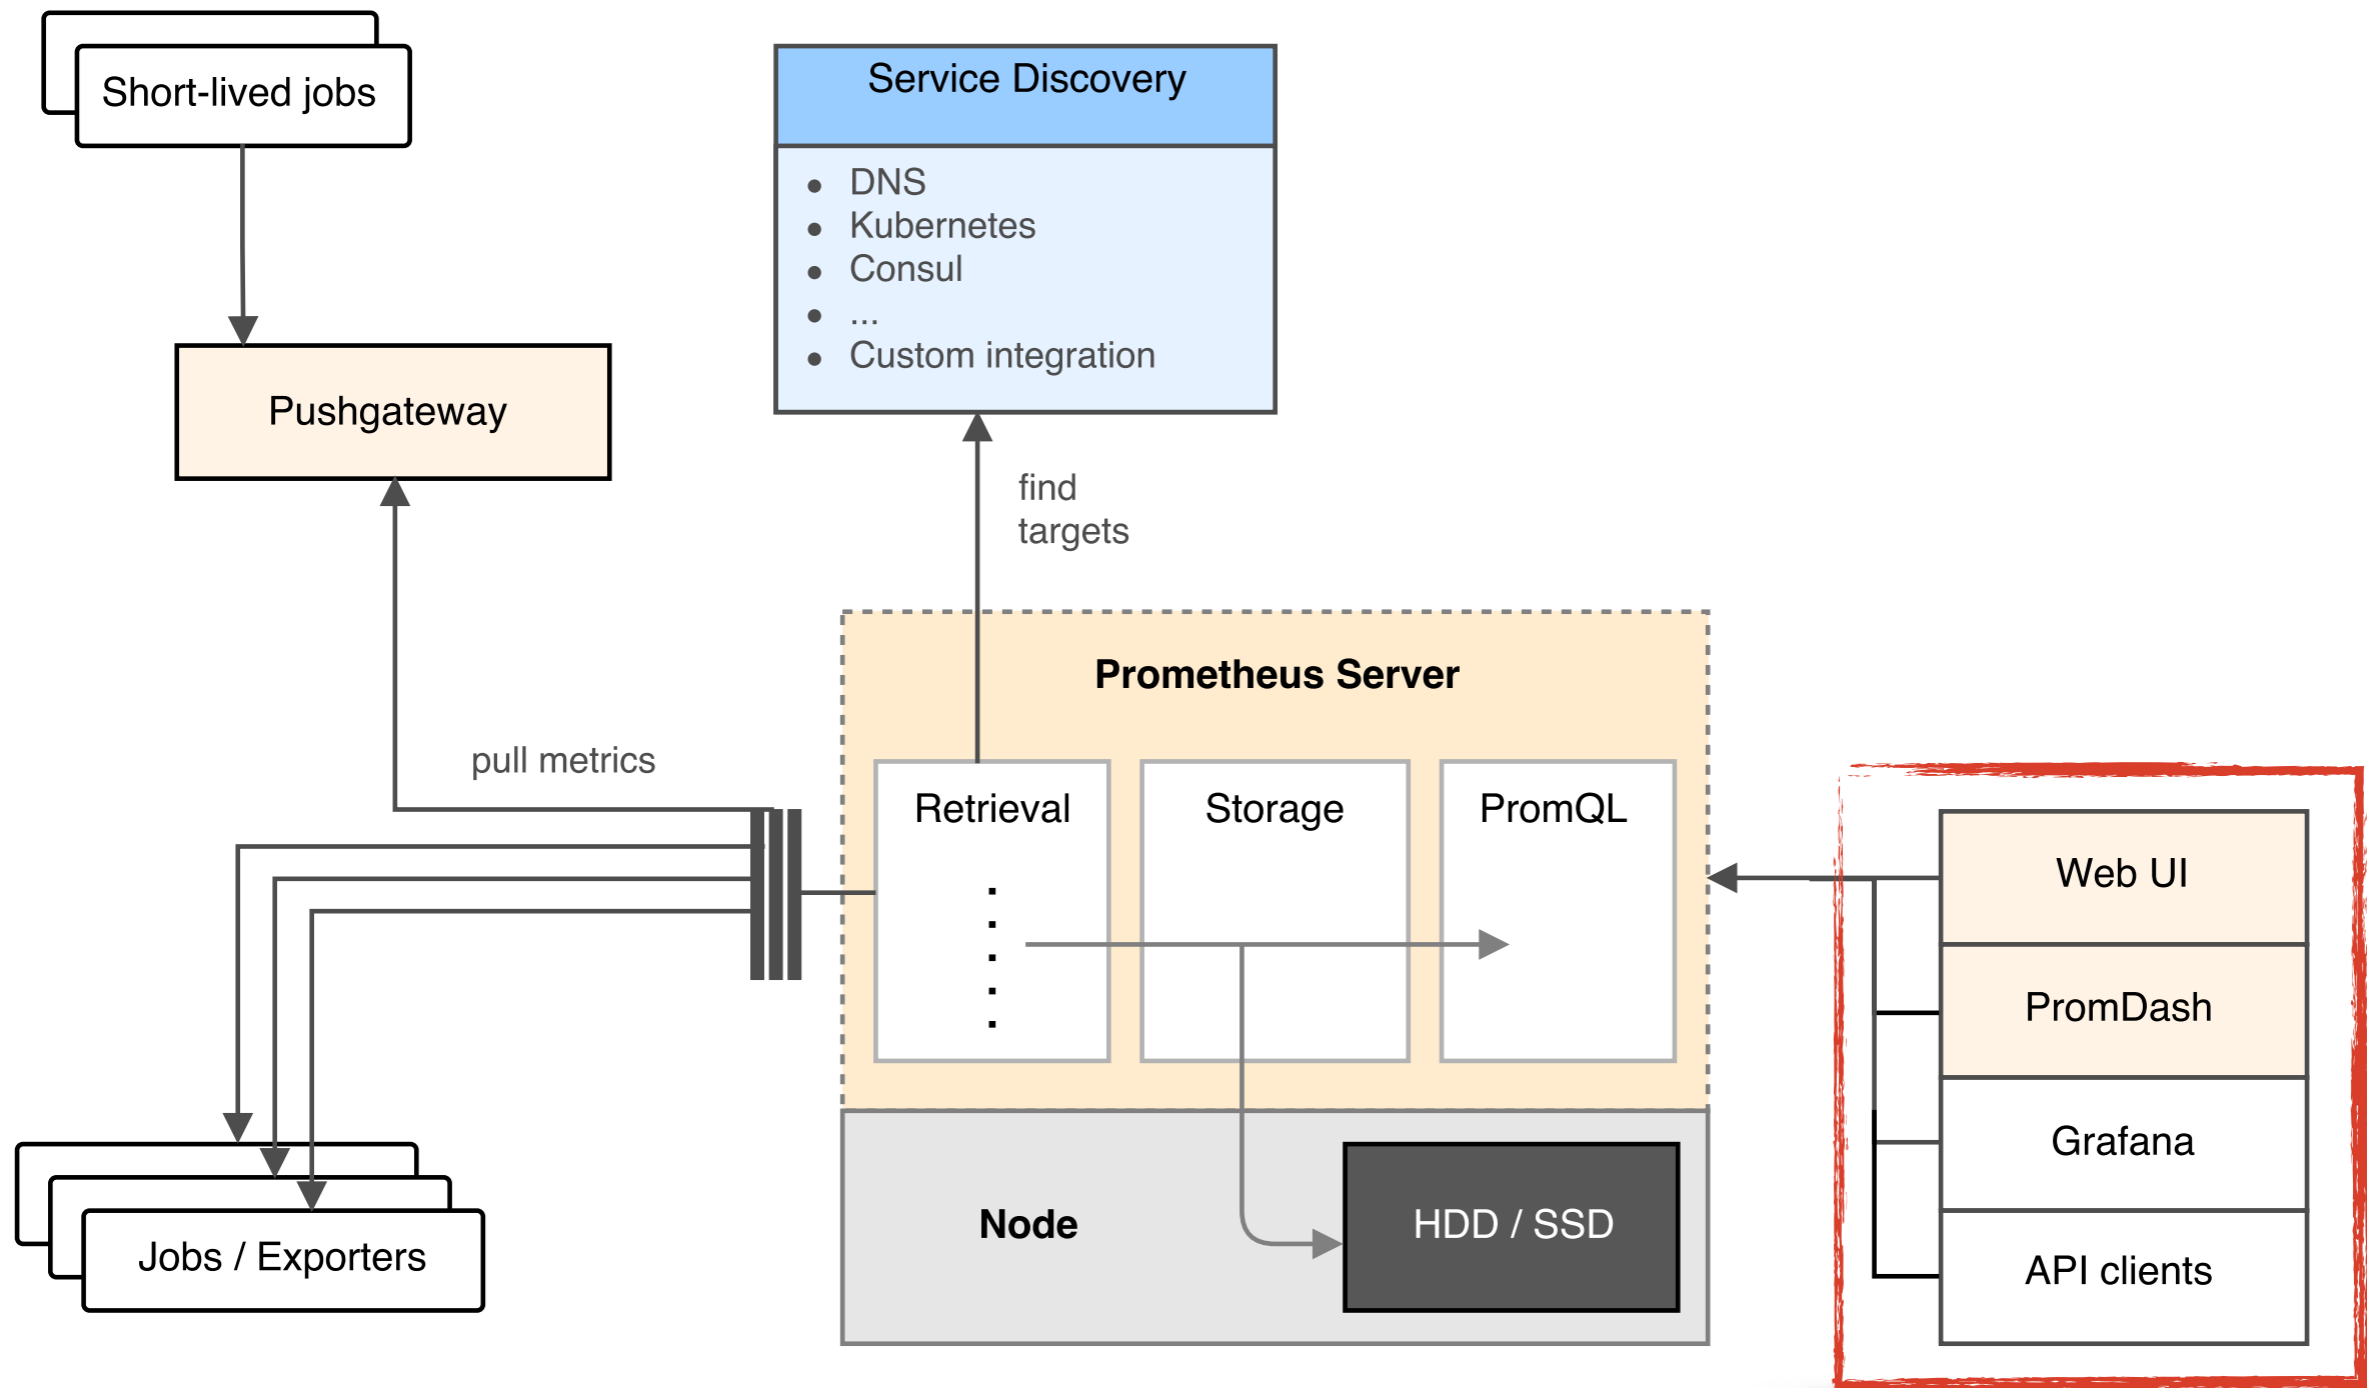 Short-lived jobs
Service Discovery
• DNS
• Kubernetes
• Consul
• ...
• Custom integration
Pushgateway
find
targets
Prometheus Server
pull metrics
Retrieval
Storage
PromQL
Web UI
PromDash
Grafana
API clients
Node
HDD / SSD
Jobs / Exporters